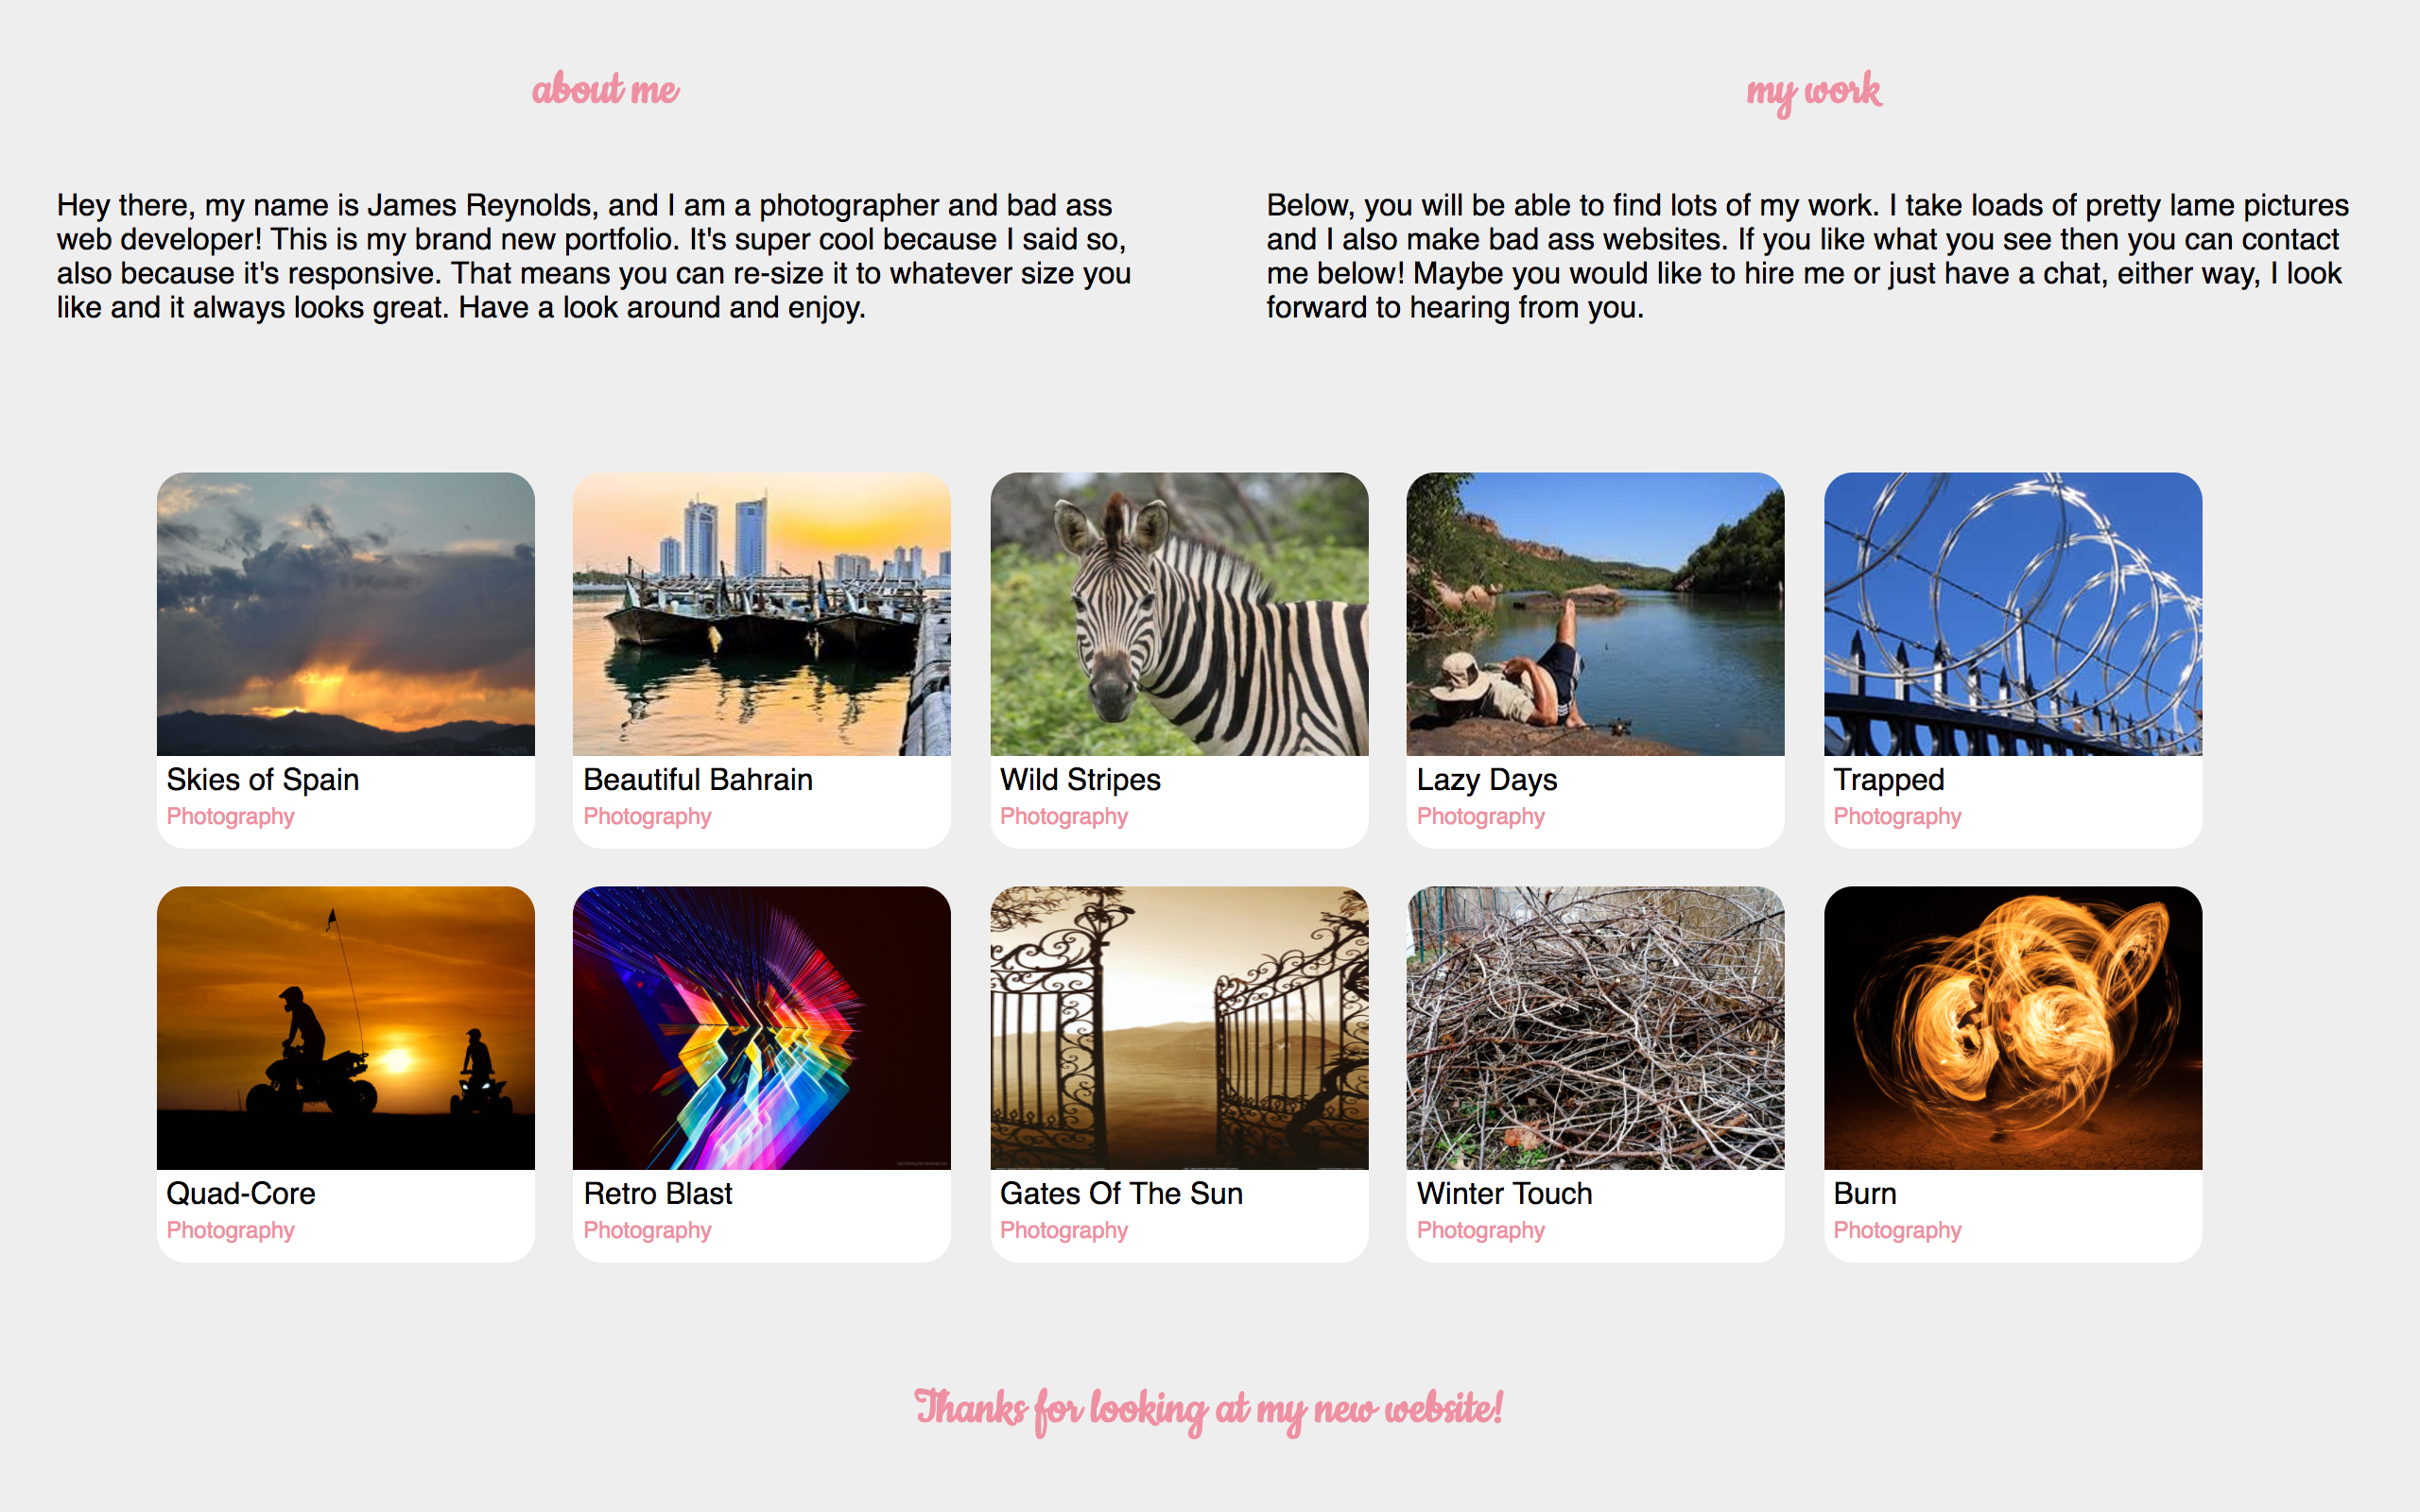 about me
my work
Hey there, my name is James Reynolds, and I am a photographer and bad ass
web developer! This is my brand new portfolio. It's super cool because I said so,
also because it's responsive. That means you can re-size it to whatever size you
like and it always looks great. Have a look around and enjoy.
Below, you will be able to find lots of my work. I take loads of pretty lame pictures
and I also make bad ass websites. If you like what you see then you can contact
me below! Maybe you would like to hire me or just have a chat, either way, I look
forward to hearing from you.
Skies of Spain
Photography
Beautiful Bahrain
Photography
Wild Stripes
Photography
Lazy Days
Photography
Trapped
Photography
Quad-Core
Photography
Retro Blast
Photography
Gates Of The Sun
Photography
Winter Touch
Photography
Burn
Photography
Thanks for looking at my new website!